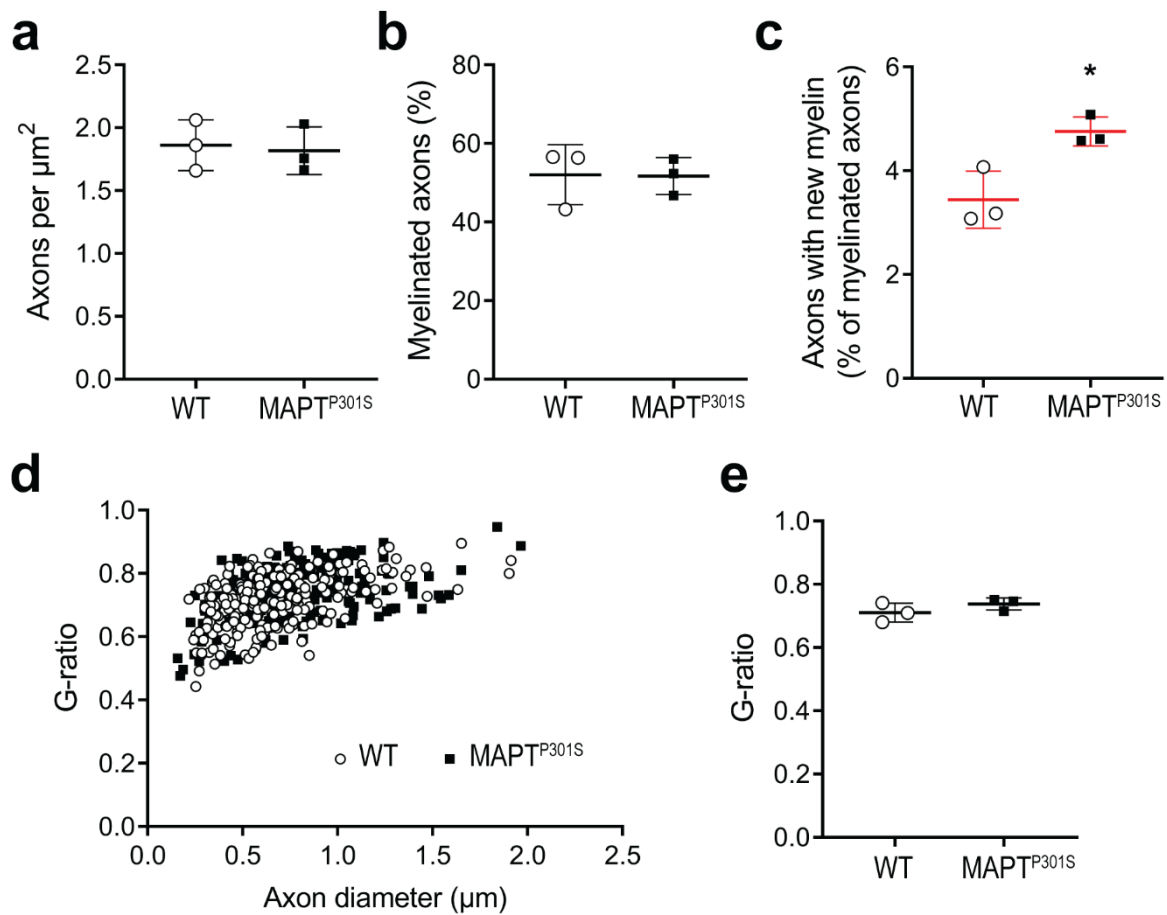 a
Axons per µm²
2.5
2.0
1.5
1.0
0.5
0.0
WT
MAPTᴾ³⁰¹ˢ
b
Myelinated axons (%)
80
60
40
20
0
WT
MAPTᴾ³⁰¹ˢ
c
Axons with new myelin
(% of myelinated axons)
6
4
2
0
*
WT
MAPTᴾ³⁰¹ˢ
d
G-ratio
1.0
0.8
0.6
0.4
0.2
0.0
WT
MAPTᴾ³⁰¹ˢ
0.0 0.5 1.0 1.5 2.0 2.5
Axon diameter (µm)
e
G-ratio
1.0
0.8
0.6
0.4
0.2
0.0
WT
MAPTᴾ³⁰¹ˢ